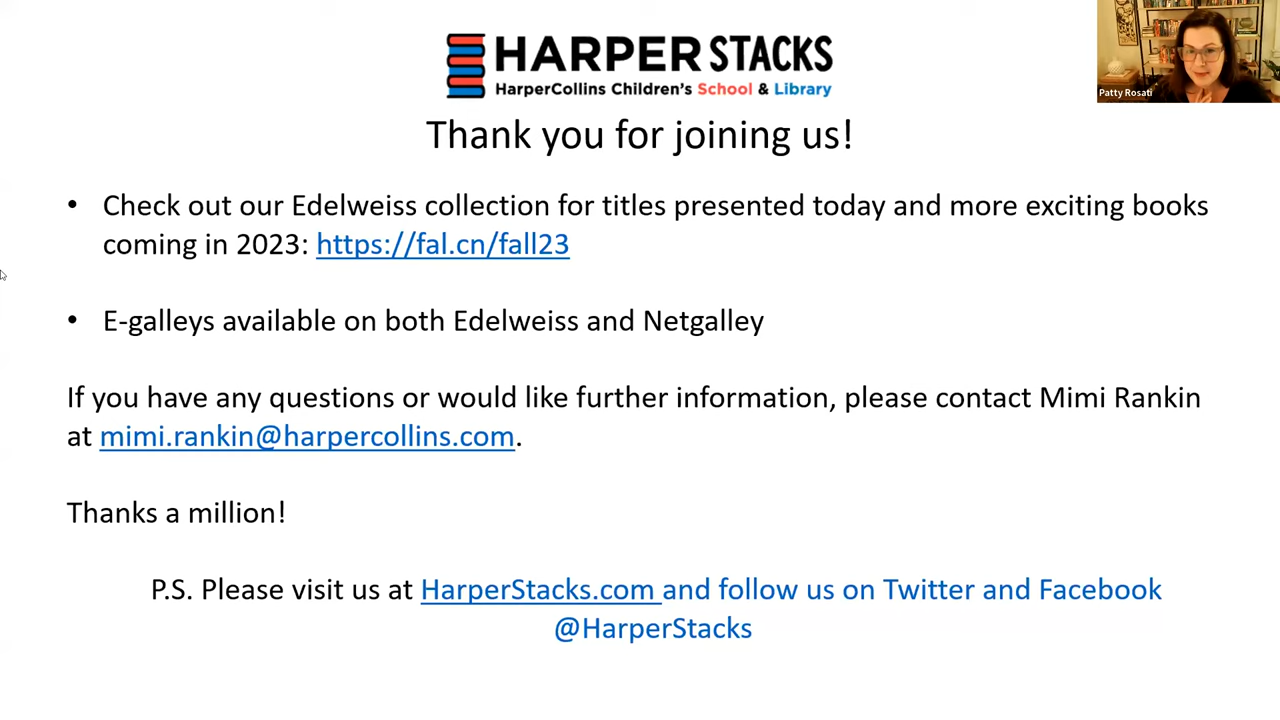 HARPER STACKS
HarperCollins Children's School & Library
Patty Rosati
Thank you for joining us!
• Check out our Edelweiss collection for titles presented today and more exciting books
coming in 2023: https://fal.cn/fall23
• E-galleys available on both Edelweiss and Netgalley
If you have any questions or would like further information, please contact Mimi Rankin
at mimi.rankin@harpercollins.com.
Thanks a million!
P.S. Please visit us at HarperStacks.com and follow us on Twitter and Facebook
@HarperStacks